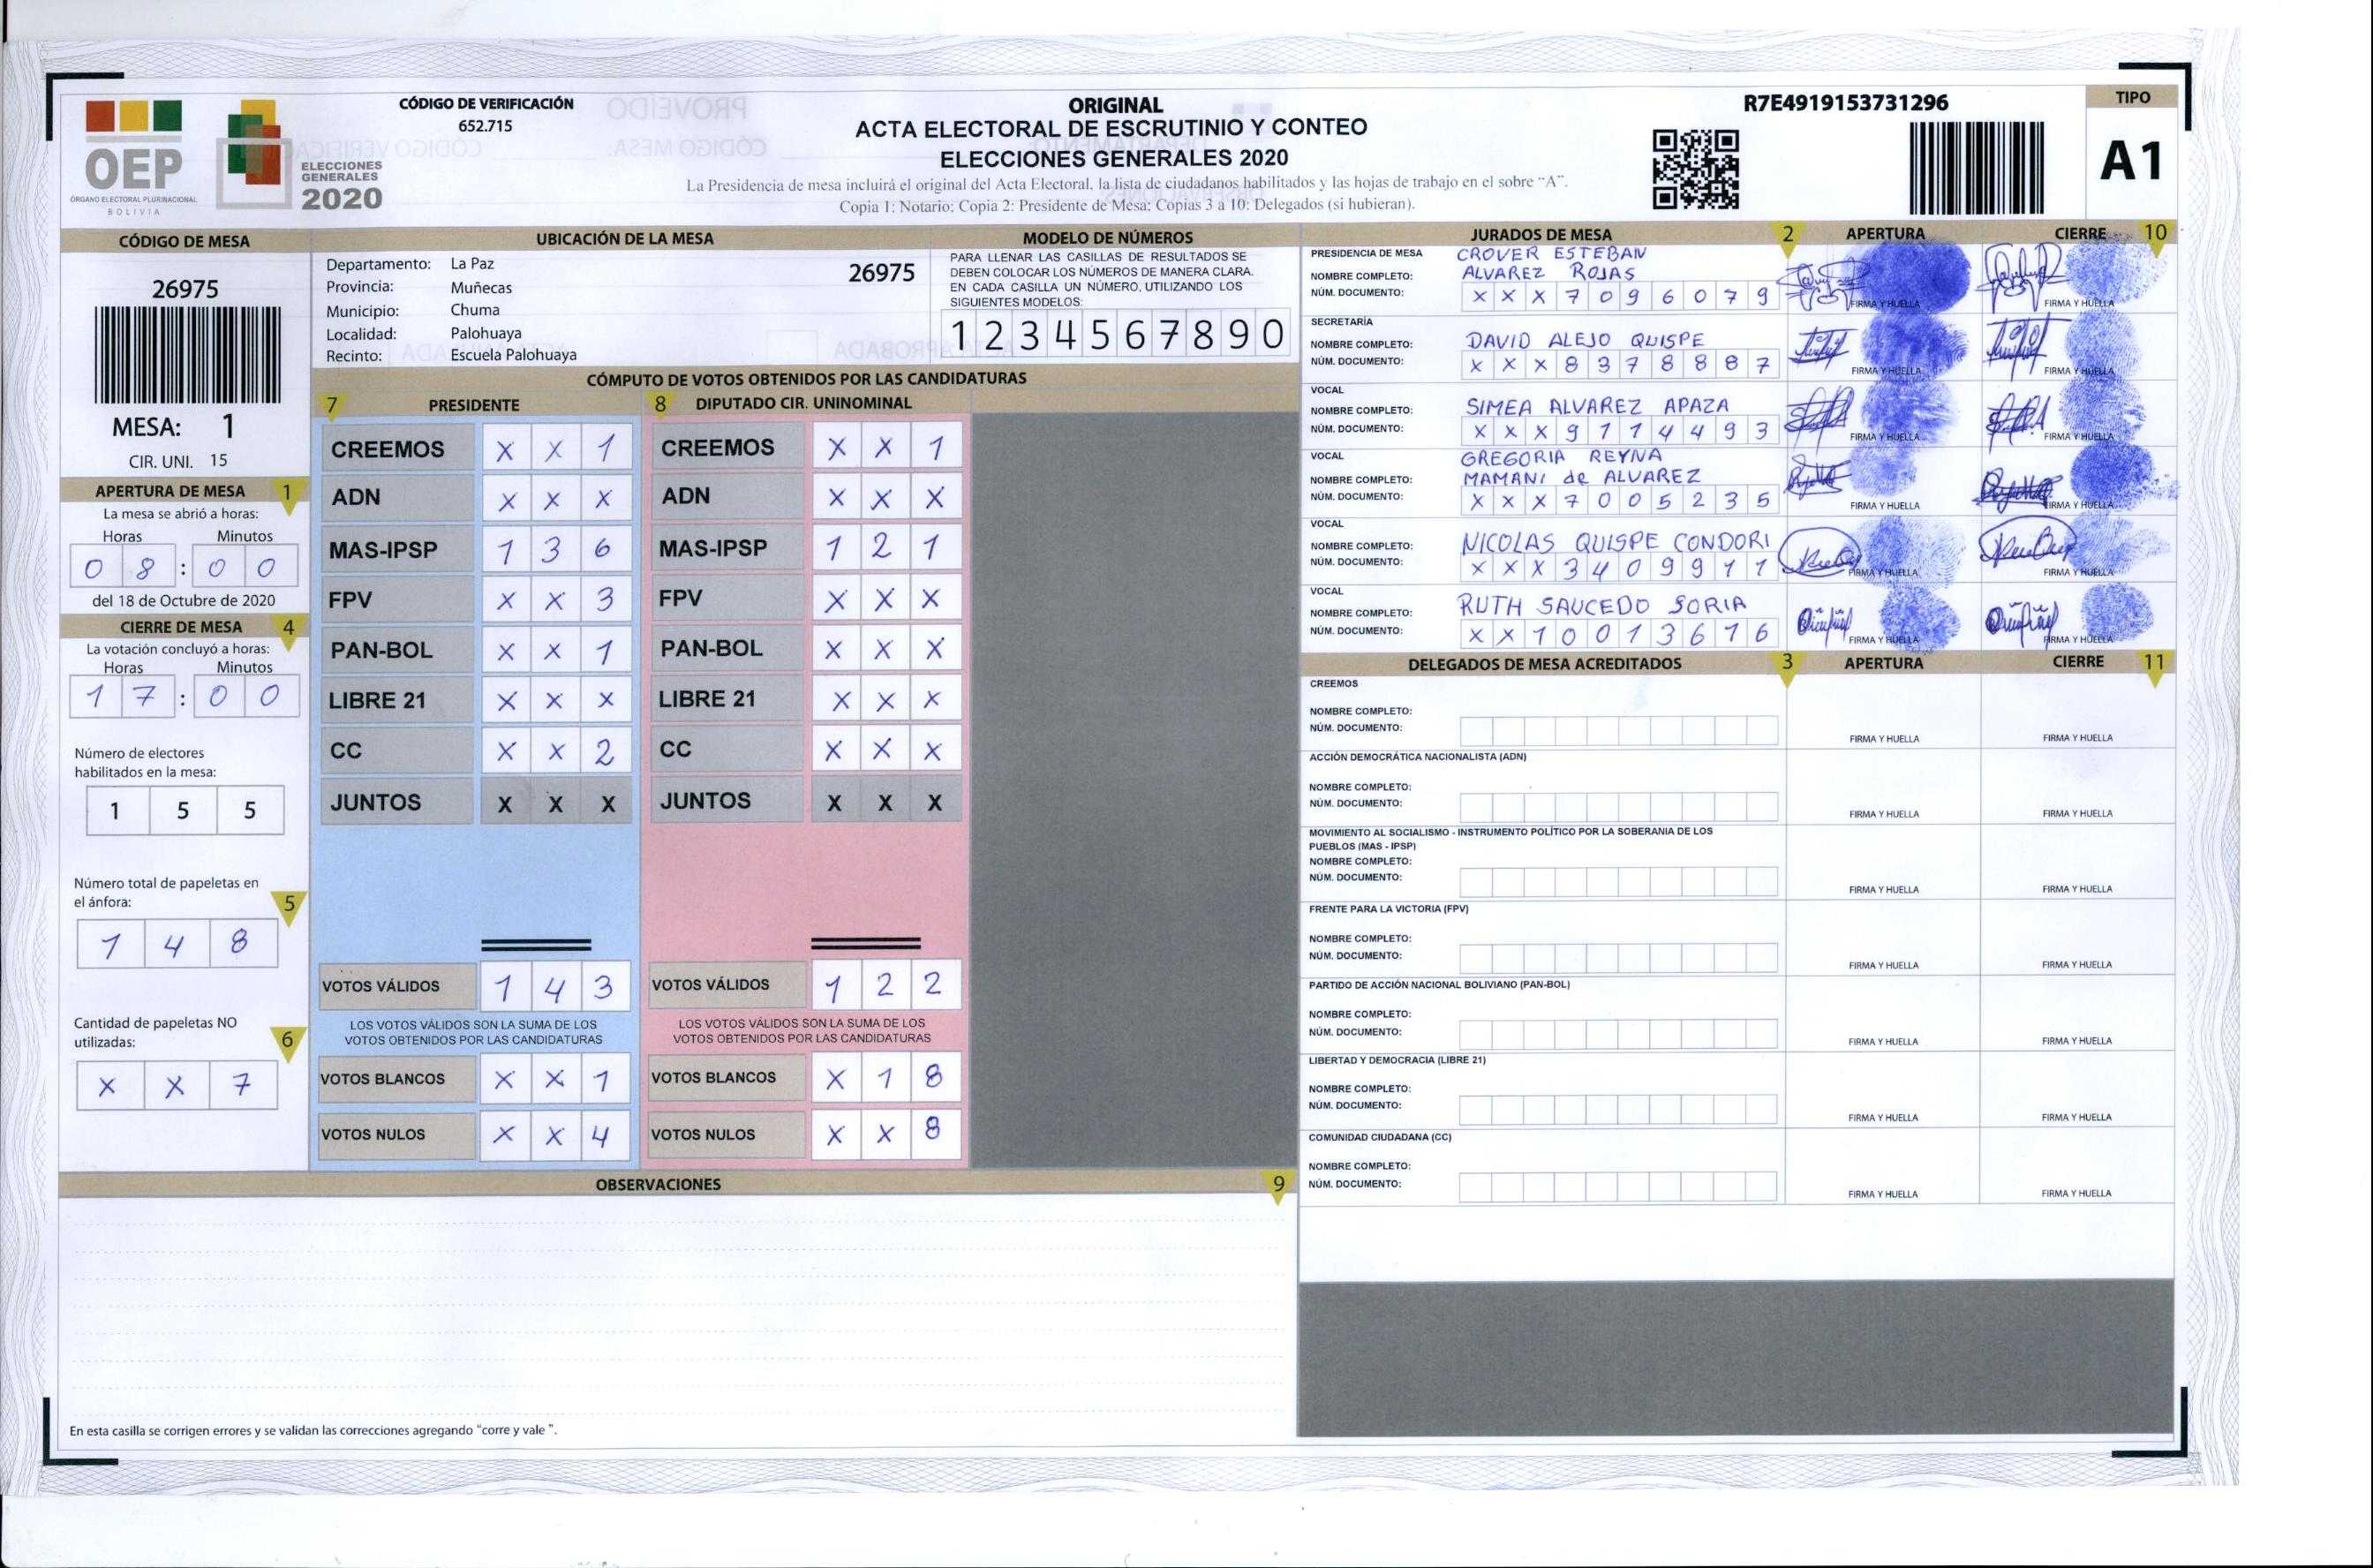 CÓDIGO DE VERIFICACIÓN
652.715
OEP
ÓRGANO ELECTORAL PLURINACIONAL
BOLIVIA
ELECCIONES
GENERALES
2020
ORIGINAL
ACTA ELECTORAL DE ESCRUTINIO Y CONTEO
ELECCIONES GENERALES 2020
La Presidencia de mesa incluirá el original del Acta Electoral, la lista de ciudadanos habilitados y las hojas de trabajo en el sobre "A".
Copia 1: Notario; Copia 2: Presidente de Mesa; Copias 3 a 10: Delegados (si hubieran).
R7E4919153731296
TIPO
A1
CÓDIGO DE MESA
26975
MESA: 1
CIR. UNI. 15
APERTURA DE MESA 1
La mesa se abrió a horas:
Horas Minutos
0 8 : 0 0
del 18 de Octubre de 2020
CIERRE DE MESA 4
La votación concluyó a horas:
Horas Minutos
1 7 : 0 0
Número de electores
habilitados en la mesa:
1 5 5
Número total de papeletas en
el ánfora: 5
1 4 8
Cantidad de papeletas NO
utilizadas: 6
X X 7
UBICACIÓN DE LA MESA
Departamento: La Paz
26975
Provincia: Muñecas
Municipio: Chuma
Localidad: Palohuaya
Recinto: Escuela Palohuaya
MODELO DE NÚMEROS
PARA LLENAR LAS CASILLAS DE RESULTADOS SE
DEBEN COLOCAR LOS NÚMEROS DE MANERA CLARA.
EN CADA CASILLA UN NÚMERO, UTILIZANDO LOS
SIGUIENTES MODELOS:
1 2 3 4 5 6 7 8 9 0
CÓMPUTO DE VOTOS OBTENIDOS POR LAS CANDIDATURAS
7 PRESIDENTE
CREEMOS X X 1
ADN X X X
MAS-IPSP 1 3 6
FPV X X 3
PAN-BOL X X 1
LIBRE 21 X X X
CC X X 2
JUNTOS X X X
VOTOS VÁLIDOS 1 4 3
LOS VOTOS VÁLIDOS SON LA SUMA DE LOS
VOTOS OBTENIDOS POR LAS CANDIDATURAS
VOTOS BLANCOS X X 1
VOTOS NULOS X X 4
8 DIPUTADO CIR. UNINOMINAL
CREEMOS X X 1
ADN X X X
MAS-IPSP 1 2 1
FPV X X X
PAN-BOL X X X
LIBRE 21 X X X
CC X X X
JUNTOS X X X
VOTOS VÁLIDOS 1 2 2
LOS VOTOS VÁLIDOS SON LA SUMA DE LOS
VOTOS OBTENIDOS POR LAS CANDIDATURAS
VOTOS BLANCOS X 1 8
VOTOS NULOS X X 8
OBSERVACIONES 9
En esta casilla se corrigen errores y se validan las correcciones agregando "corre y vale ".
JURADOS DE MESA 2 APERTURA CIERRE 10
PRESIDENCIA DE MESA CROVER ESTEBAN
NOMBRE COMPLETO: ALVAREZ ROJAS
NÚM. DOCUMENTO: X X X 7 0 9 6 0 7 9
FIRMA Y HUELLA FIRMA Y HUELLA
SECRETARÍA
NOMBRE COMPLETO: DAVID ALEJO QUISPE
NÚM. DOCUMENTO: X X X 8 3 7 8 8 8 7
FIRMA Y HUELLA FIRMA Y HUELLA
VOCAL
NOMBRE COMPLETO: SIMEA ALVAREZ APAZA
NÚM. DOCUMENTO: X X X 9 1 1 4 4 9 3
FIRMA Y HUELLA FIRMA Y HUELLA
VOCAL GREGORIA REYNA
NOMBRE COMPLETO: MAMANI de ALVAREZ
NÚM. DOCUMENTO: X X X 7 0 0 5 2 3 5
FIRMA Y HUELLA FIRMA Y HUELLA
VOCAL
NOMBRE COMPLETO: NICOLAS QUISPE CONDORI
NÚM. DOCUMENTO: X X X 3 4 0 9 9 1 1
FIRMA Y HUELLA FIRMA Y HUELLA
VOCAL
NOMBRE COMPLETO: RUTH SAUCEDO SORIA
NÚM. DOCUMENTO: X X 1 0 0 1 3 6 1 6
FIRMA Y HUELLA FIRMA Y HUELLA
DELEGADOS DE MESA ACREDITADOS 3 APERTURA CIERRE 11
CREEMOS
NOMBRE COMPLETO:
NÚM. DOCUMENTO:
FIRMA Y HUELLA FIRMA Y HUELLA
ACCIÓN DEMOCRÁTICA NACIONALISTA (ADN)
NOMBRE COMPLETO:
NÚM. DOCUMENTO:
FIRMA Y HUELLA FIRMA Y HUELLA
MOVIMIENTO AL SOCIALISMO - INSTRUMENTO POLÍTICO POR LA SOBERANIA DE LOS
PUEBLOS (MAS - IPSP)
NOMBRE COMPLETO:
NÚM. DOCUMENTO:
FIRMA Y HUELLA FIRMA Y HUELLA
FRENTE PARA LA VICTORIA (FPV)
NOMBRE COMPLETO:
NÚM. DOCUMENTO:
FIRMA Y HUELLA FIRMA Y HUELLA
PARTIDO DE ACCIÓN NACIONAL BOLIVIANO (PAN-BOL)
NOMBRE COMPLETO:
NÚM. DOCUMENTO:
FIRMA Y HUELLA FIRMA Y HUELLA
LIBERTAD Y DEMOCRACIA (LIBRE 21)
NOMBRE COMPLETO:
NÚM. DOCUMENTO:
FIRMA Y HUELLA FIRMA Y HUELLA
COMUNIDAD CIUDADANA (CC)
NOMBRE COMPLETO:
NÚM. DOCUMENTO:
FIRMA Y HUELLA FIRMA Y HUELLA